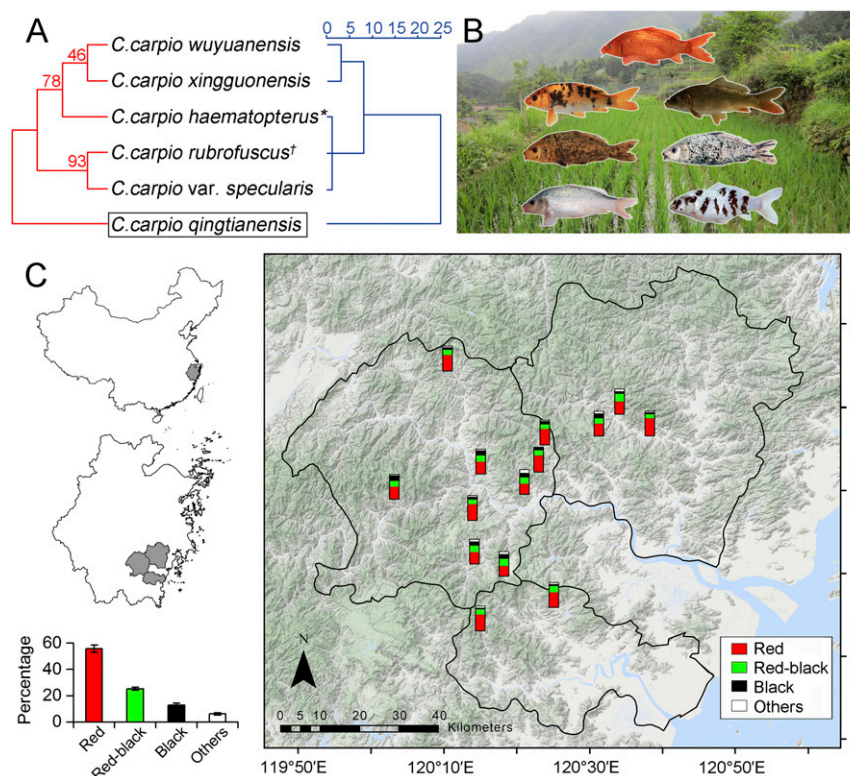 A
0 5 10 15 20 25
B
46
C.carpio wuyuanensis
78
C.carpio xingguonensis
C.carpio haematopterus*
93
C.carpio rubrofuscus†
C.carpio var. specularis
C.carpio qingtianensis
C
Percentage
60
40
20
0
Red
Red-black
Black
Others
N
0 5 10 20 30 40
Kilometers
Red
Red-black
Black
Others
119°50'E
120°10'E
120°30'E
120°50'E